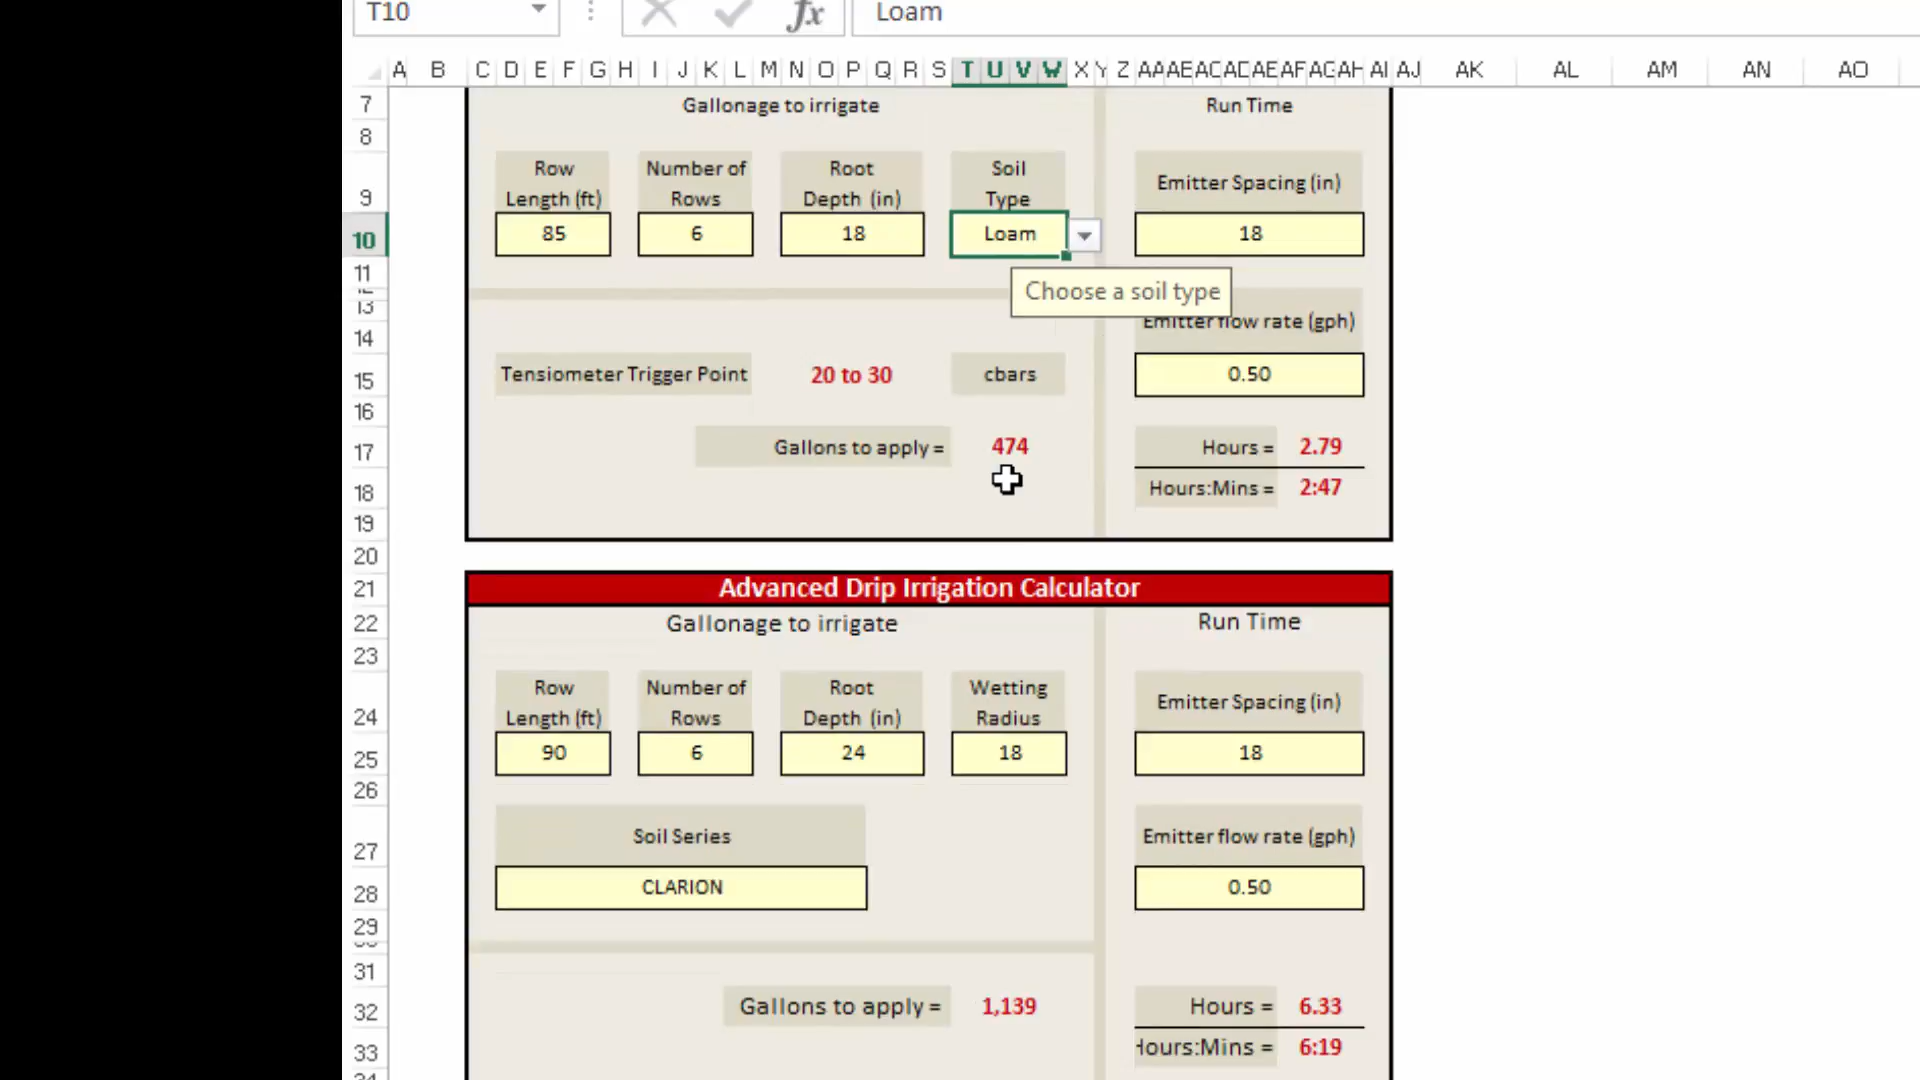 T10
fx
Loam
A B C D E F G H I J K L M N O P Q R S T U V W X Y Z AA AE AC AD AE AF AG AH AI AJ AK AL AM AN AO
7
Gallonage to irrigate
Run Time
8
9
Row
Length (ft)
Number of
Rows
Root
Depth (in)
Soil
Type
Emitter Spacing (in)
10
85
6
18
Loam
18
11
Choose a soil type
13
14
Emitter flow rate (gph)
15
Tensiometer Trigger Point
20 to 30
cbars
0.50
16
17
Gallons to apply =
474
Hours =
2.79
18
Hours:Mins =
2:47
19
20
21
Advanced Drip Irrigation Calculator
22
Gallonage to irrigate
Run Time
23
24
Row
Length (ft)
Number of
Rows
Root
Depth (in)
Wetting
Radius
Emitter Spacing (in)
25
90
6
24
18
18
26
27
Soil Series
Emitter flow rate (gph)
28
CLARION
0.50
29
31
32
Gallons to apply =
1,139
Hours =
6.33
33
Hours:Mins =
6:19